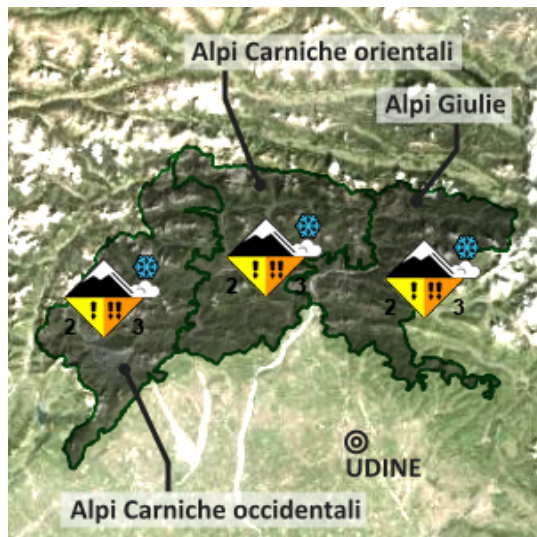 Alpi Carniche orientali
Alpi Giulie
! !!
2 3
! !!
2 3
! !!
2 3
UDINE
Alpi Carniche occidentali